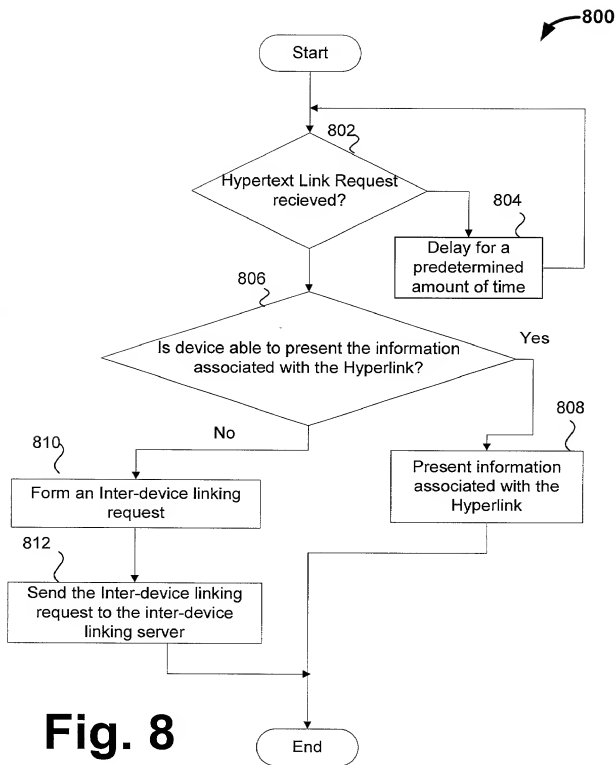 800
Start
802
Hypertext Link Request
recieved?
804
Delay for a
predetermined
amount of time
806
Is device able to present the information
associated with the Hyperlink?
Yes
No
808
Present information
associated with the
Hyperlink
810
Form an Inter-device linking
request
812
Send the Inter-device linking
request to the inter-device
linking server
Fig. 8
End